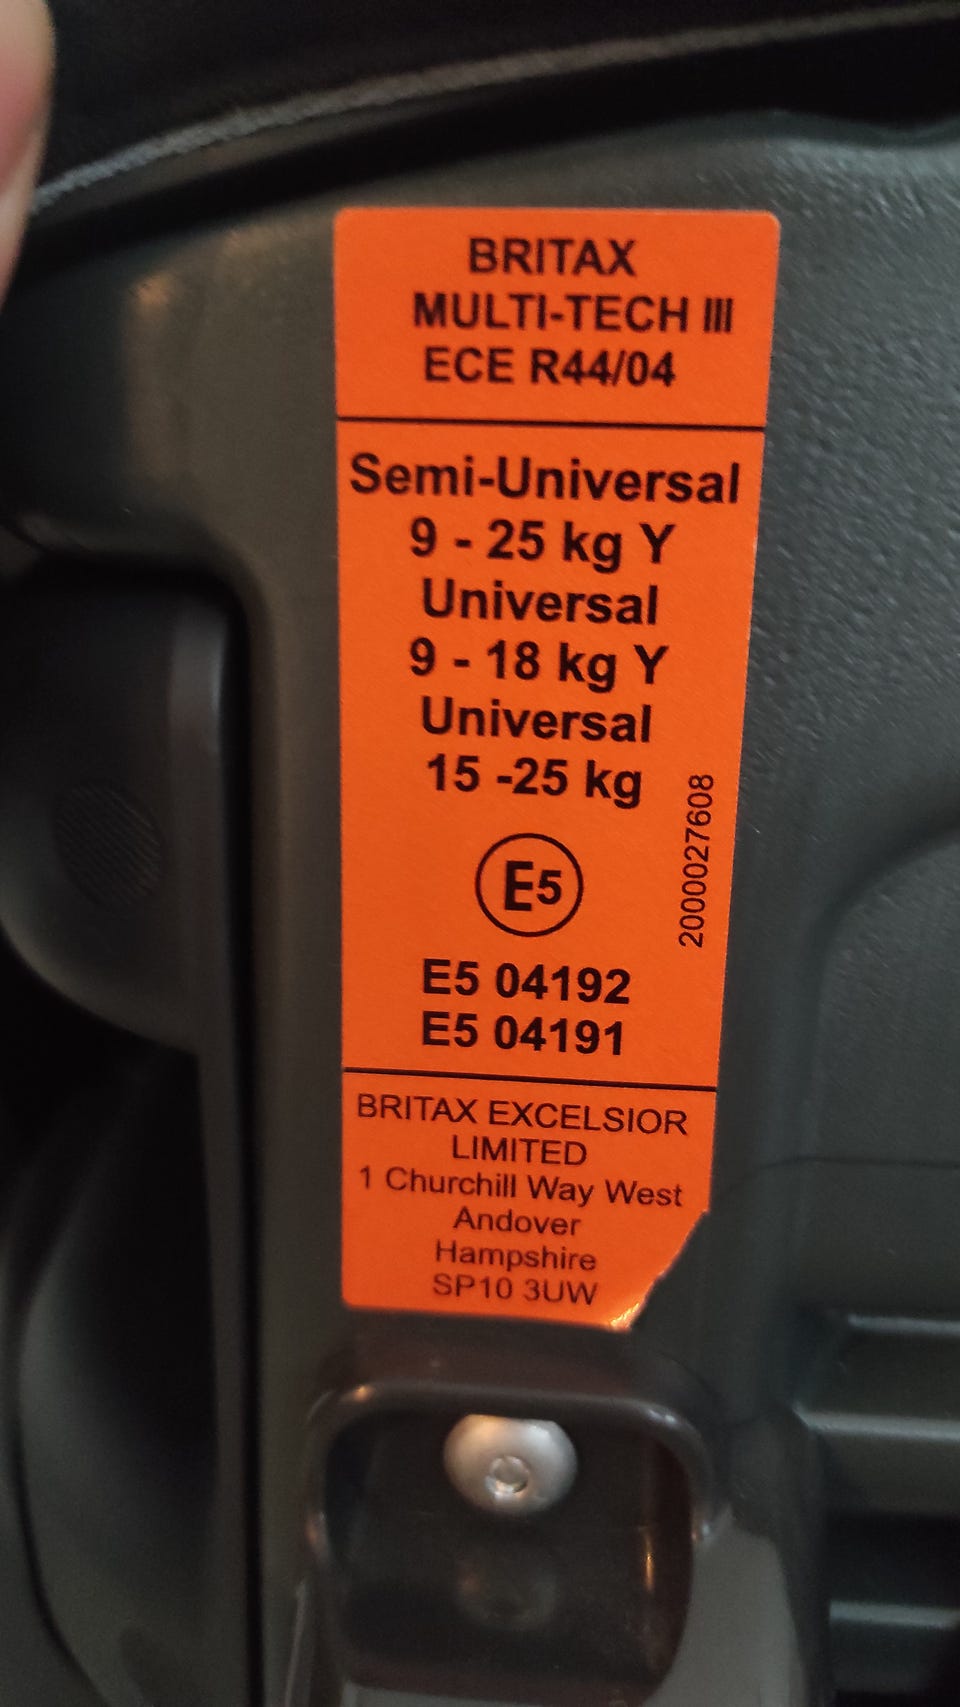 BRITAX
MULTI-TECH III
ECE R44/04
Semi-Universal
9 - 25 kg Y
Universal
9 - 18 kg Y
Universal
15 -25 kg
2000027608
E5
E5 04192
E5 04191
BRITAX EXCELSIOR
LIMITED
1 Churchill Way West
Andover
Hampshire
SP10 3UW